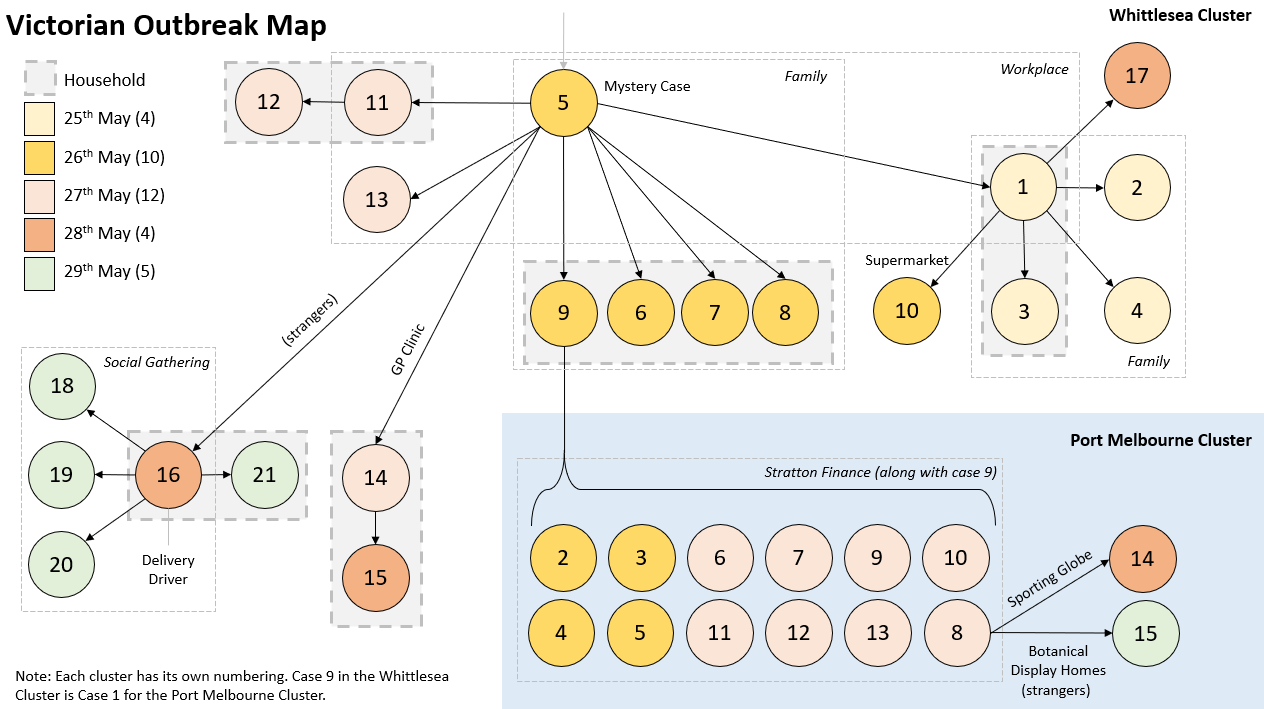 Victorian Outbreak Map
Whittlesea Cluster
Household
25th May (4)
26th May (10)
27th May (12)
28th May (4)
29th May (5)
12
11
5
Mystery Case
Family
Workplace
17
13
1
2
9
6
7
8
Supermarket
10
3
4
Family
(strangers)
GP Clinic
Social Gathering
18
19
16
21
20
Delivery
Driver
14
15
Port Melbourne Cluster
Stratton Finance (along with case 9)
2
3
6
7
9
10
4
5
11
12
13
8
Sporting Globe
14
15
Botanical
Display Homes
(strangers)
Note: Each cluster has its own numbering. Case 9 in the Whittlesea
Cluster is Case 1 for the Port Melbourne Cluster.